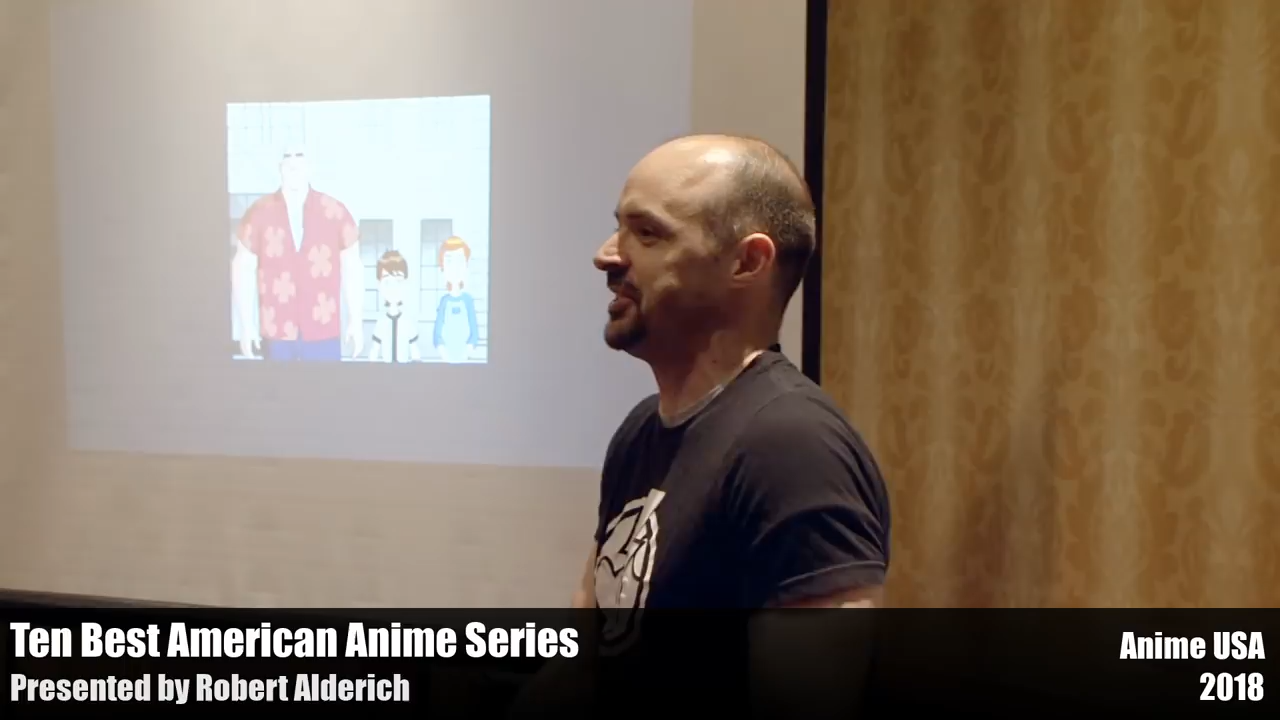 Ten Best American Anime Series
Presented by Robert Alderich
Anime USA
2018